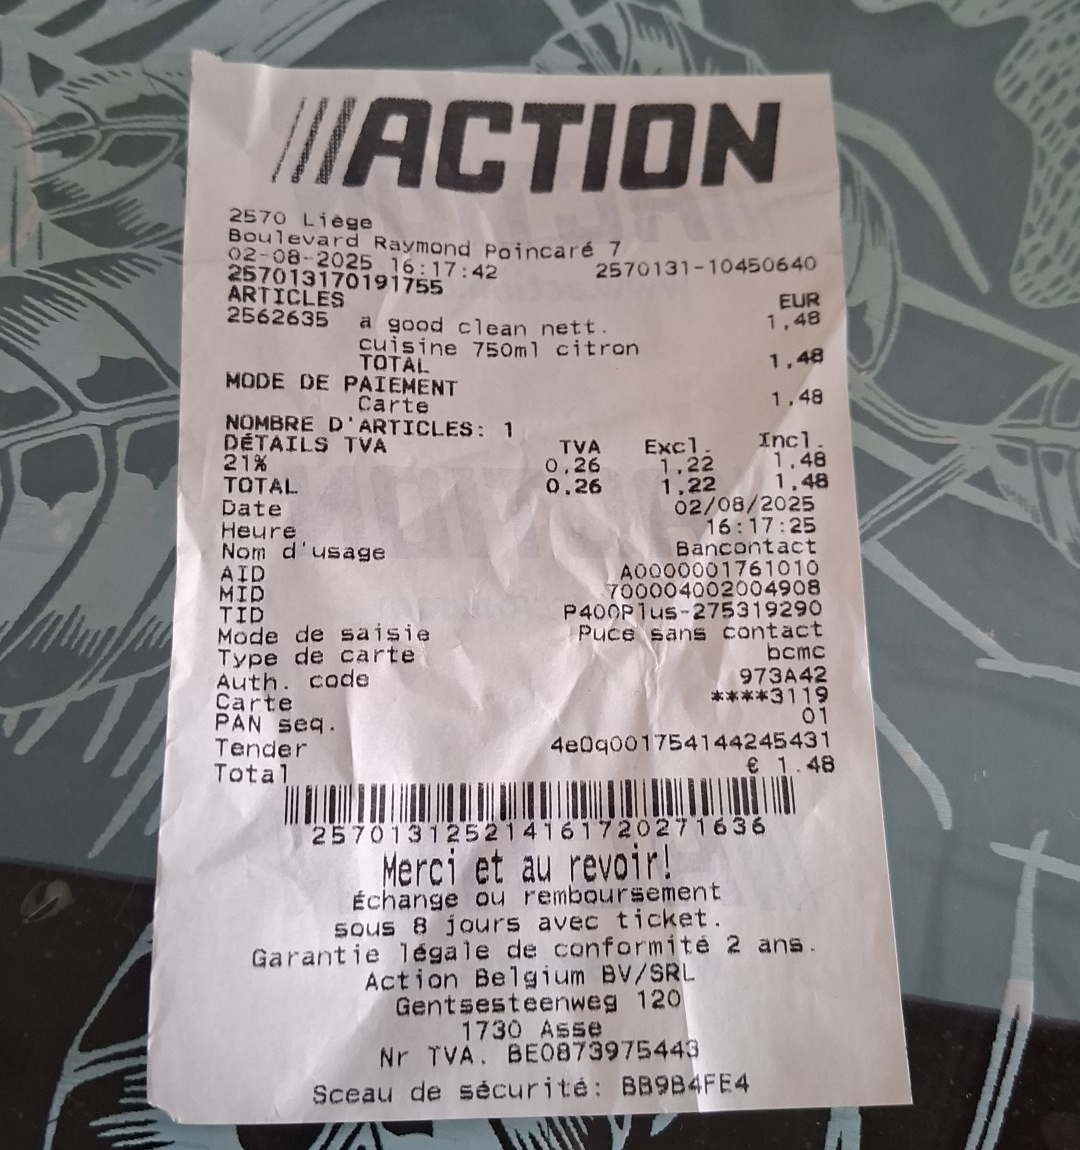 ACTION
2570 Liège
Boulevard Raymond Poincaré 7
02-08-2025 16:17:42 2570131-10450640
257013170191755
ARTICLES EUR
2562635 a good clean nett. 1,48
cuisine 750ml citron
TOTAL 1,48
MODE DE PAIEMENT
Carte 1,48
NOMBRE D'ARTICLES: 1
DÉTAILS TVA TVA Excl. Incl.
21% 0,26 1,22 1,48
TOTAL 0,26 1,22 1,48
Date 02/08/2025
Heure 16:17:25
Nom d'usage Bancontact
AID A0000001761010
MID 700004002004908
TID P400Plus-275319290
Mode de saisie Puce sans contact
Type de carte bcmc
Auth. code 973A42
Carte ****3119
PAN seq. 01
Tender 4e0q001754144245431
Total € 1.48
257013125214161720271636
Merci et au revoir!
Échange ou remboursement
sous 8 jours avec ticket.
Garantie légale de conformité 2 ans.
Action Belgium BV/SRL
Gentsesteenweg 120
1730 Asse
Nr TVA. BE0873975443
Sceau de sécurité: BB9B4FE4